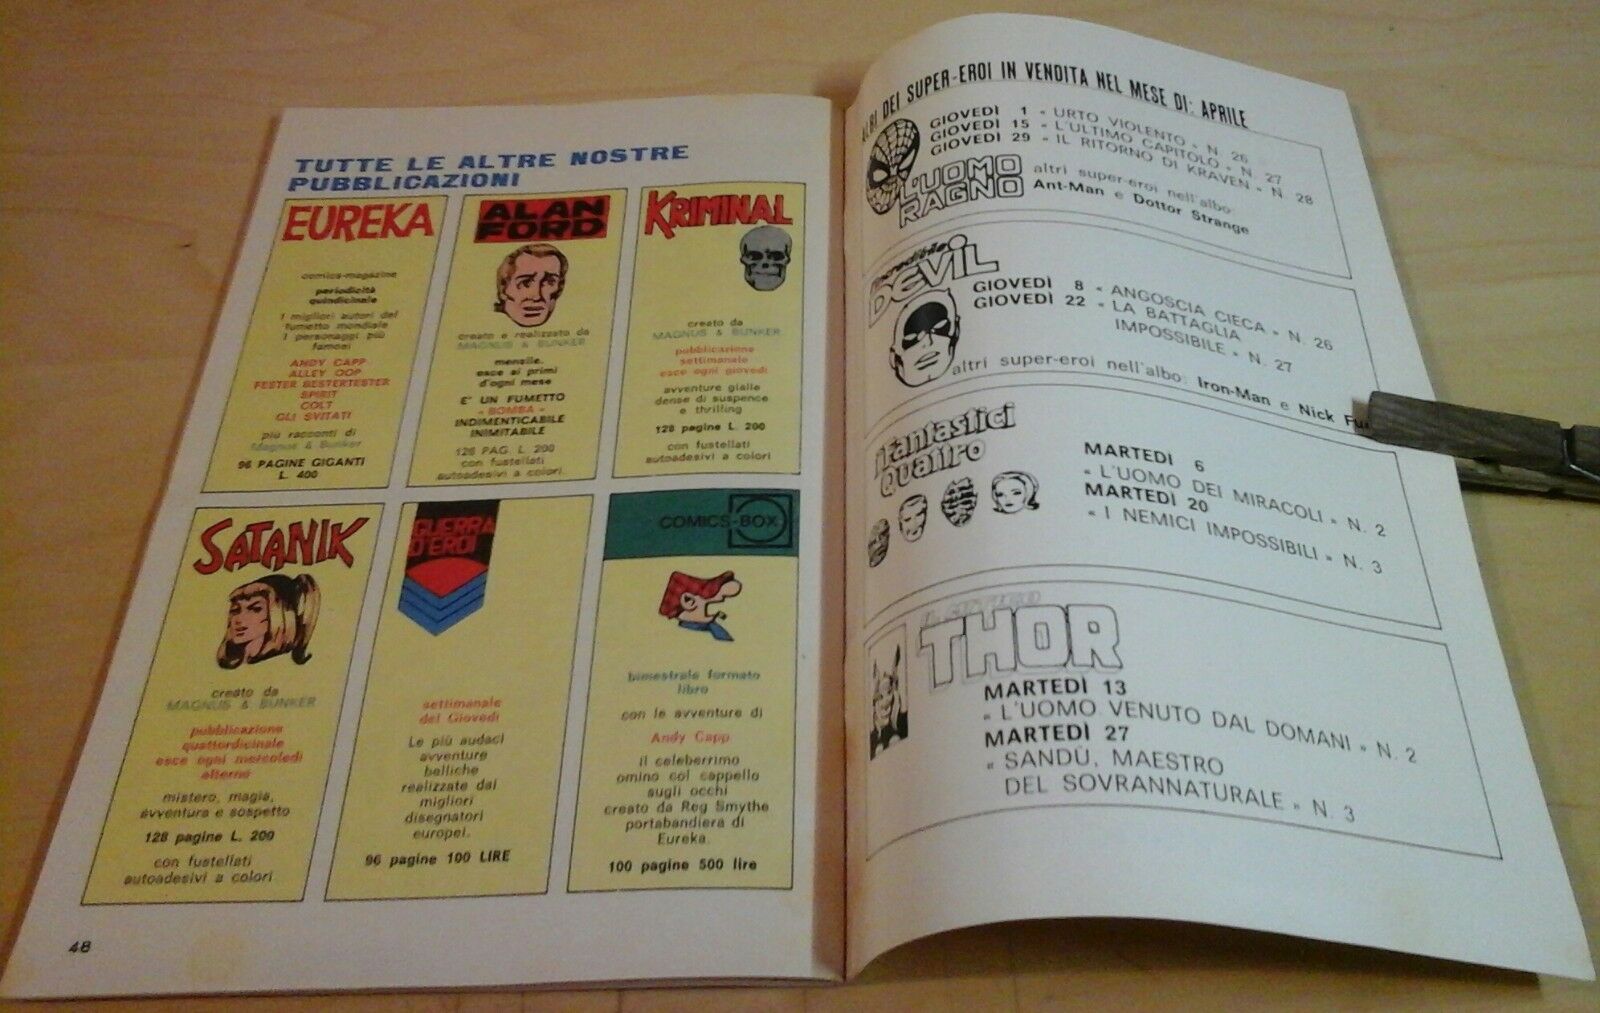 TUTTE LE ALTRE NOSTRE
PUBBLICAZIONI
EUREKA
comics-magazine
periodicità
quindicinale
I migliori autori del
fumetto mondiale
I personaggi più
famosi
ANDY CAPP
ALLEY OOP
FESTER BESTERTESTER
SPIRIT
COLT
GLI SVITATI
più racconti di
Magnus & Bunker
96 PAGINE GIGANTI
L. 400
ALAN
FORD
creato e realizzato da
MAGNUS & BUNKER
mensile.
esce ai primi
d'ogni mese
E' UN FUMETTO
« BOMBA »
INDIMENTICABILE
INIMITABILE
128 PAG. L. 200
con fustellati
autoadesivi a colori
KRIMINAL
creato da
MAGNUS & BUNKER
pubblicazione
settimanale
esce ogni giovedì
avventure gialle
dense di suspence
e thrilling
128 pagine L. 200
con fustellati
autoadesivi a colori
SATANIK
creato da
MAGNUS & BUNKER
pubblicazione
quattordicinale
esce ogni mercoledì
alterno
mistero, magia,
avventura e sospetto
128 pagine L. 200
con fustellati
autoadesivi a colori
GUERRA
D'EROI
settimanale
del Giovedì
Le più audaci
avventure
belliche
realizzate dai
migliori
disegnatori
europei.
96 pagine 100 LIRE
COMICS-BOX
bimestrale formato
libro
con le avventure di
Andy Capp
il celeberrimo
omino col cappello
sugli occhi
creato da Reg Smythe
portabandiera di
Eureka.
100 pagine 500 lire
48
DEI SUPER-EROI IN VENDITA NEL MESE DI: APRILE
GIOVEDÌ 1 « URTO VIOLENTO » N. 26
GIOVEDÌ 15 « L'ULTIMO CAPITOLO » N. 27
GIOVEDÌ 29 « IL RITORNO DI KRAVEN » N. 28
L'UOMO
RAGNO
altri super-eroi nell'albo:
Ant-Man e Dottor Strange
DEVIL
GIOVEDÌ 8 « ANGOSCIA CIECA » N. 26
GIOVEDÌ 22 « LA BATTAGLIA
IMPOSSIBILE » N. 27
altri super-eroi nell'albo: Iron-Man e Nick
I Fantastici
Quattro
MARTEDÌ 6
« L'UOMO DEI MIRACOLI » N. 2
MARTEDÌ 20
« I NEMICI IMPOSSIBILI » N. 3
IL MITICO
THOR
MARTEDÌ 13
« L'UOMO VENUTO DAL DOMANI » N. 2
MARTEDÌ 27
« SANDÙ, MAESTRO
DEL SOVRANNATURALE » N. 3